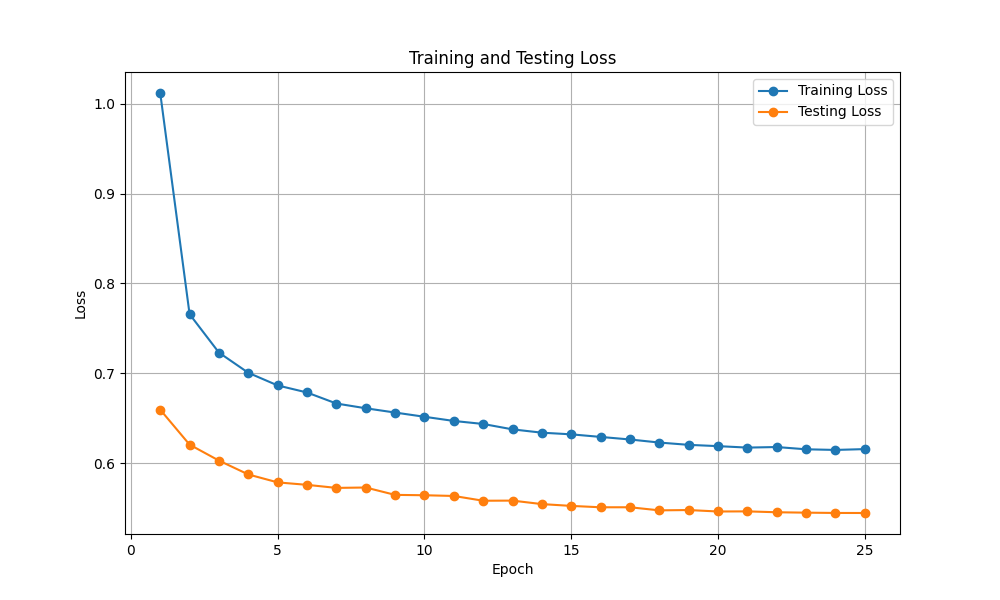 Training and Testing Loss
Training Loss
Testing Loss
1.0
0.9
0.8
0.7
0.6
Loss
0 5 10 15 20 25
Epoch